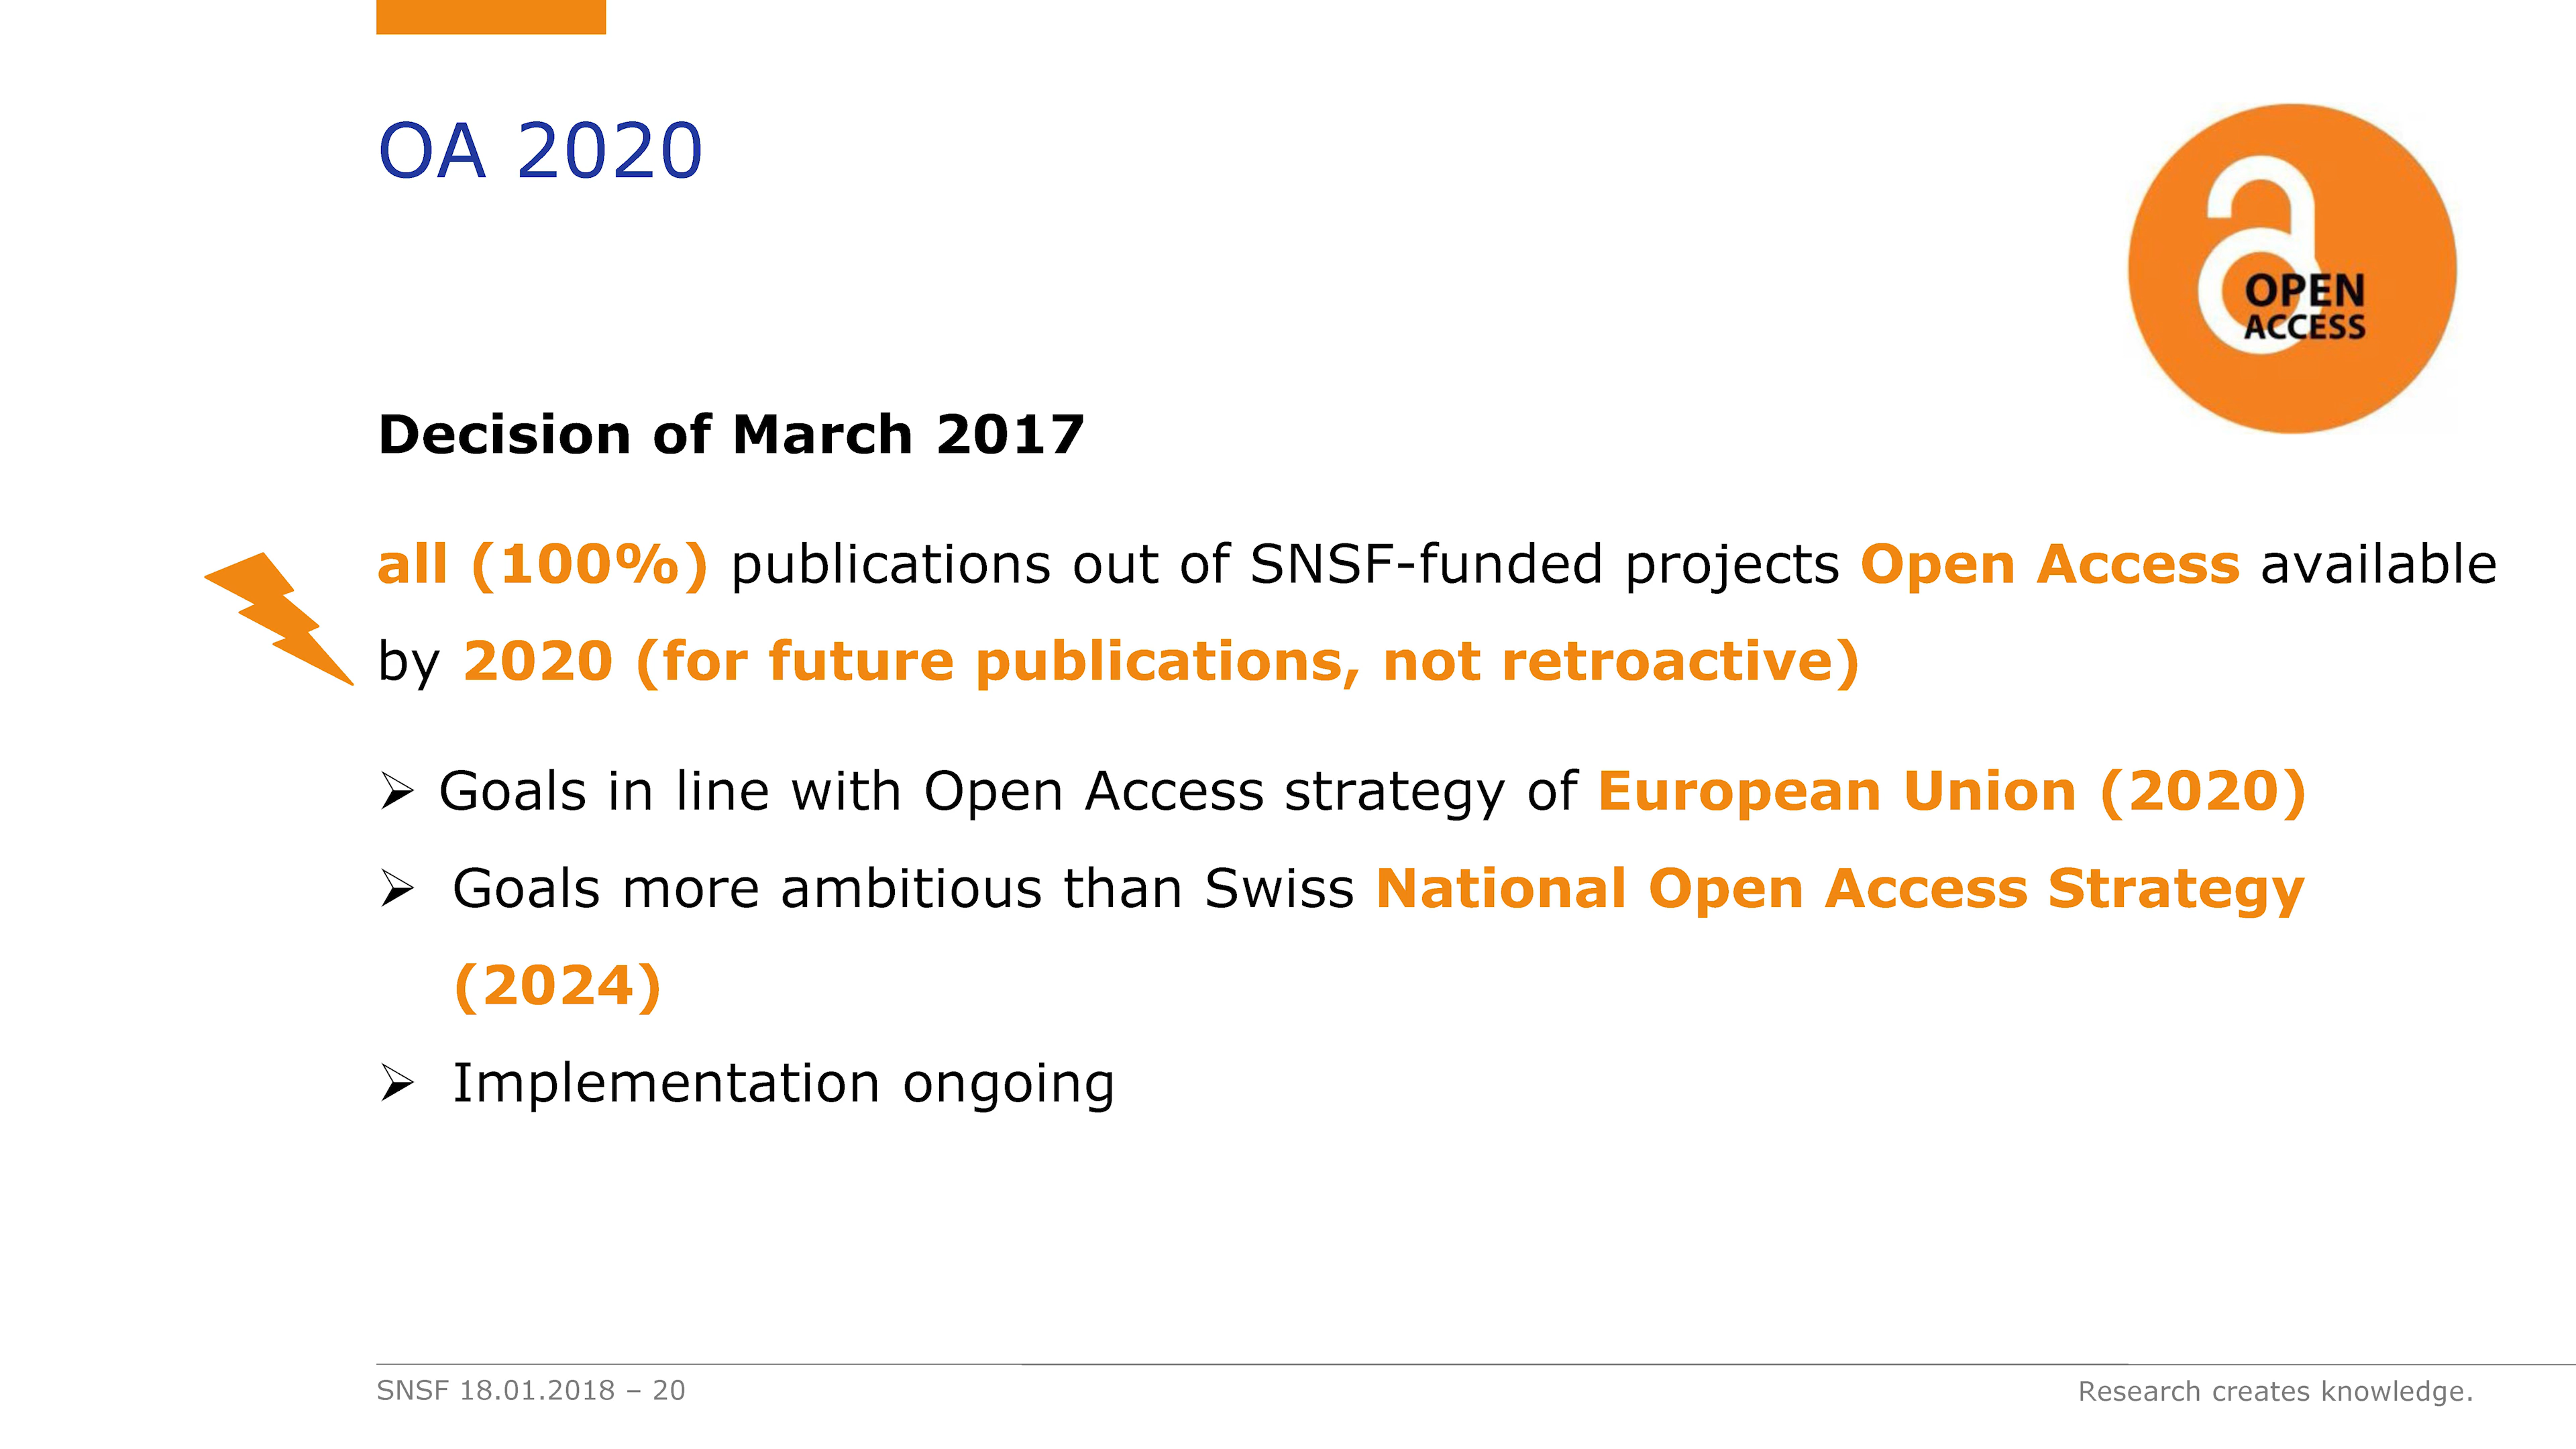 OA 2020
OPEN
ACCESS
Decision of March 2017
all (100%) publications out of SNSF-funded projects Open Access available
by 2020 (for future publications, not retroactive)
➢ Goals in line with Open Access strategy of European Union (2020)
➢ Goals more ambitious than Swiss National Open Access Strategy
(2024)
➢ Implementation ongoing
SNSF 18.01.2018 – 20
Research creates knowledge.